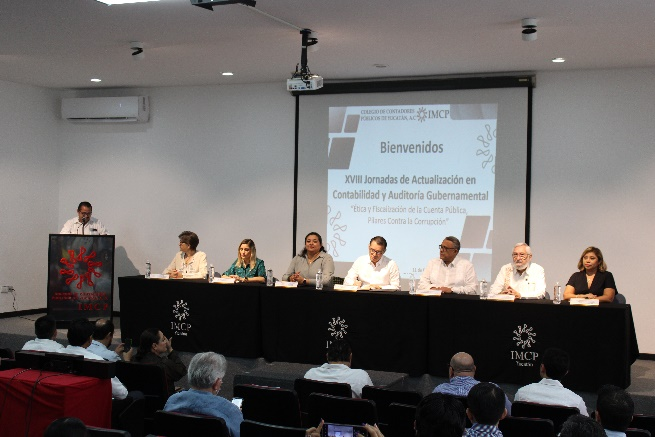 COLEGIO DE CONTADORES
PÚBLICOS DE YUCATÁN, A.C.
IMCP
Bienvenidos
XVIII Jornadas de Actualización en
Contabilidad y Auditoría Gubernamental
"Ética y Fiscalización de la Cuenta Pública,
Pilares Contra la Corrupción"
IMCP
IMCP
Yucatán
IMCP
IMCP
Yucatán